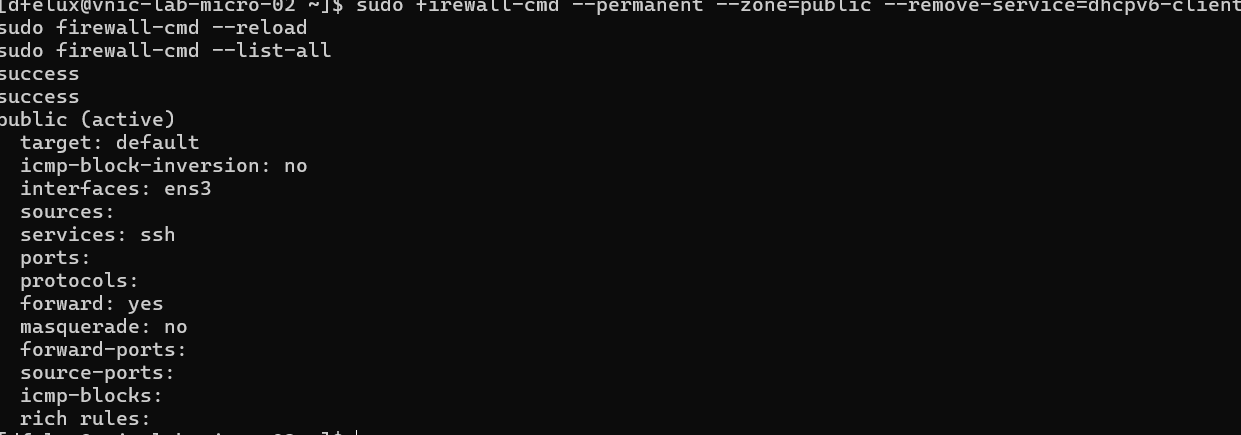 [dfelux@vnic-lab-micro-02 ~]$ sudo firewall-cmd --permanent --zone=public --remove-service=dhcpv6-client
sudo firewall-cmd --reload
sudo firewall-cmd --list-all
success
success
public (active)
  target: default
  icmp-block-inversion: no
  interfaces: ens3
  sources:
  services: ssh
  ports:
  protocols:
  forward: yes
  masquerade: no
  forward-ports:
  source-ports:
  icmp-blocks:
  rich rules: